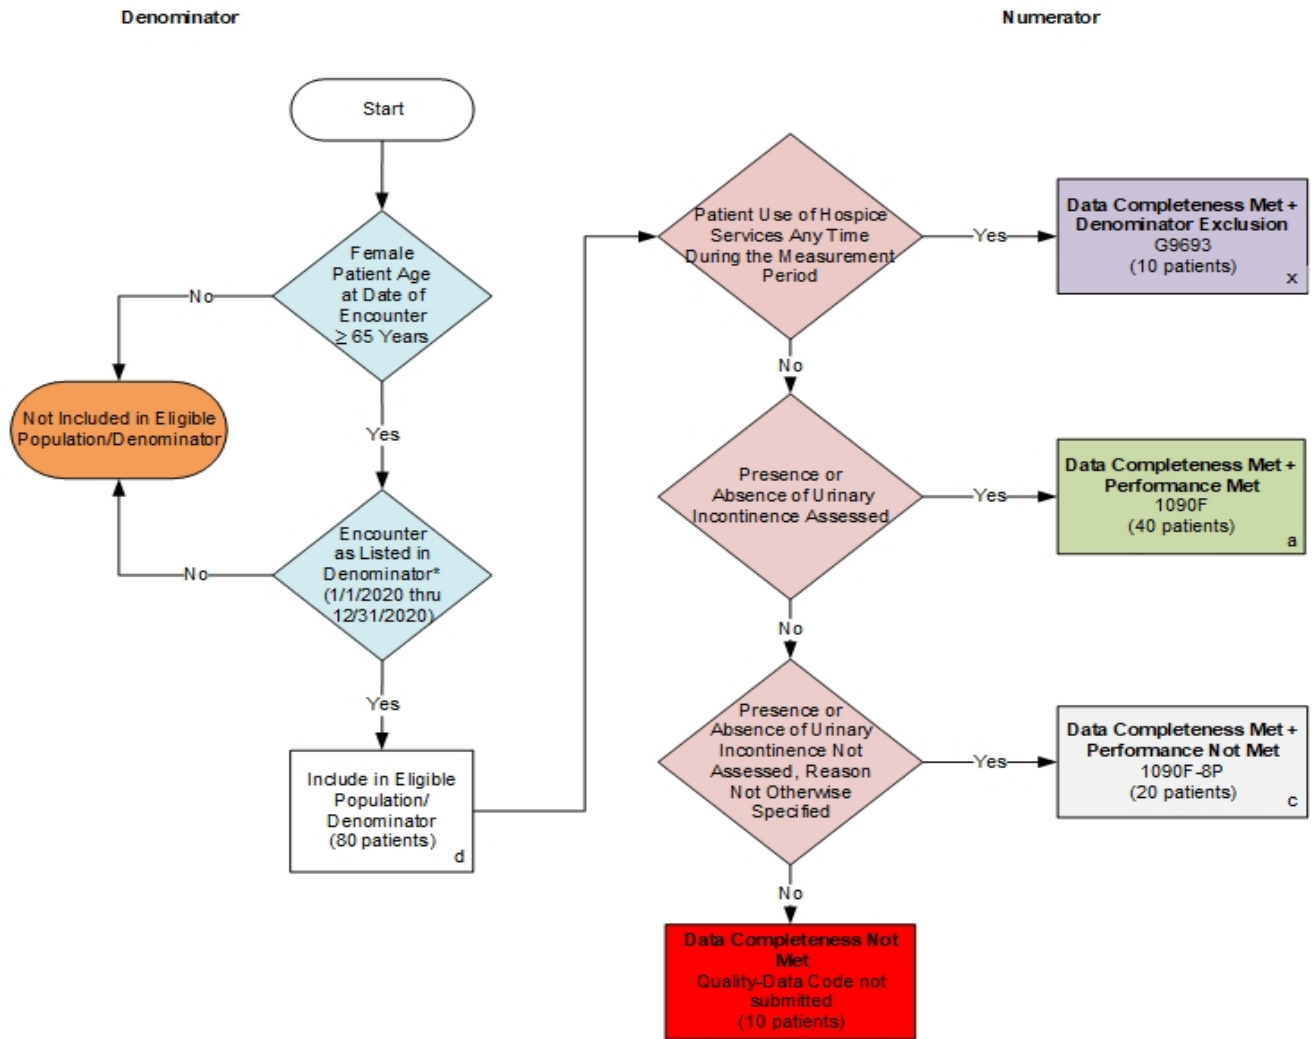 Denominator
Numerator
Start
Female
Patient Age
at Date of
Encounter
≥ 65 Years
No
Yes
Not Included in Eligible
Population/Denominator
Encounter
as Listed in
Denominator*
(1/1/2020 thru
12/31/2020)
No
Yes
Include in Eligible
Population/
Denominator
(80 patients)
d
Patient Use of Hospice
Services Any Time
During the Measurement
Period
Yes
Data Completeness Met +
Denominator Exclusion
G9693
(10 patients)
x
No
Presence or
Absence of Urinary
Incontinence Assessed
Yes
Data Completeness Met +
Performance Met
1090F
(40 patients)
a
No
Presence or
Absence of Urinary
Incontinence Not
Assessed, Reason
Not Otherwise
Specified
Yes
Data Completeness Met +
Performance Not Met
1090F-8P
(20 patients)
c
No
Data Completeness Not
Met
Quality-Data Code not
submitted
(10 patients)